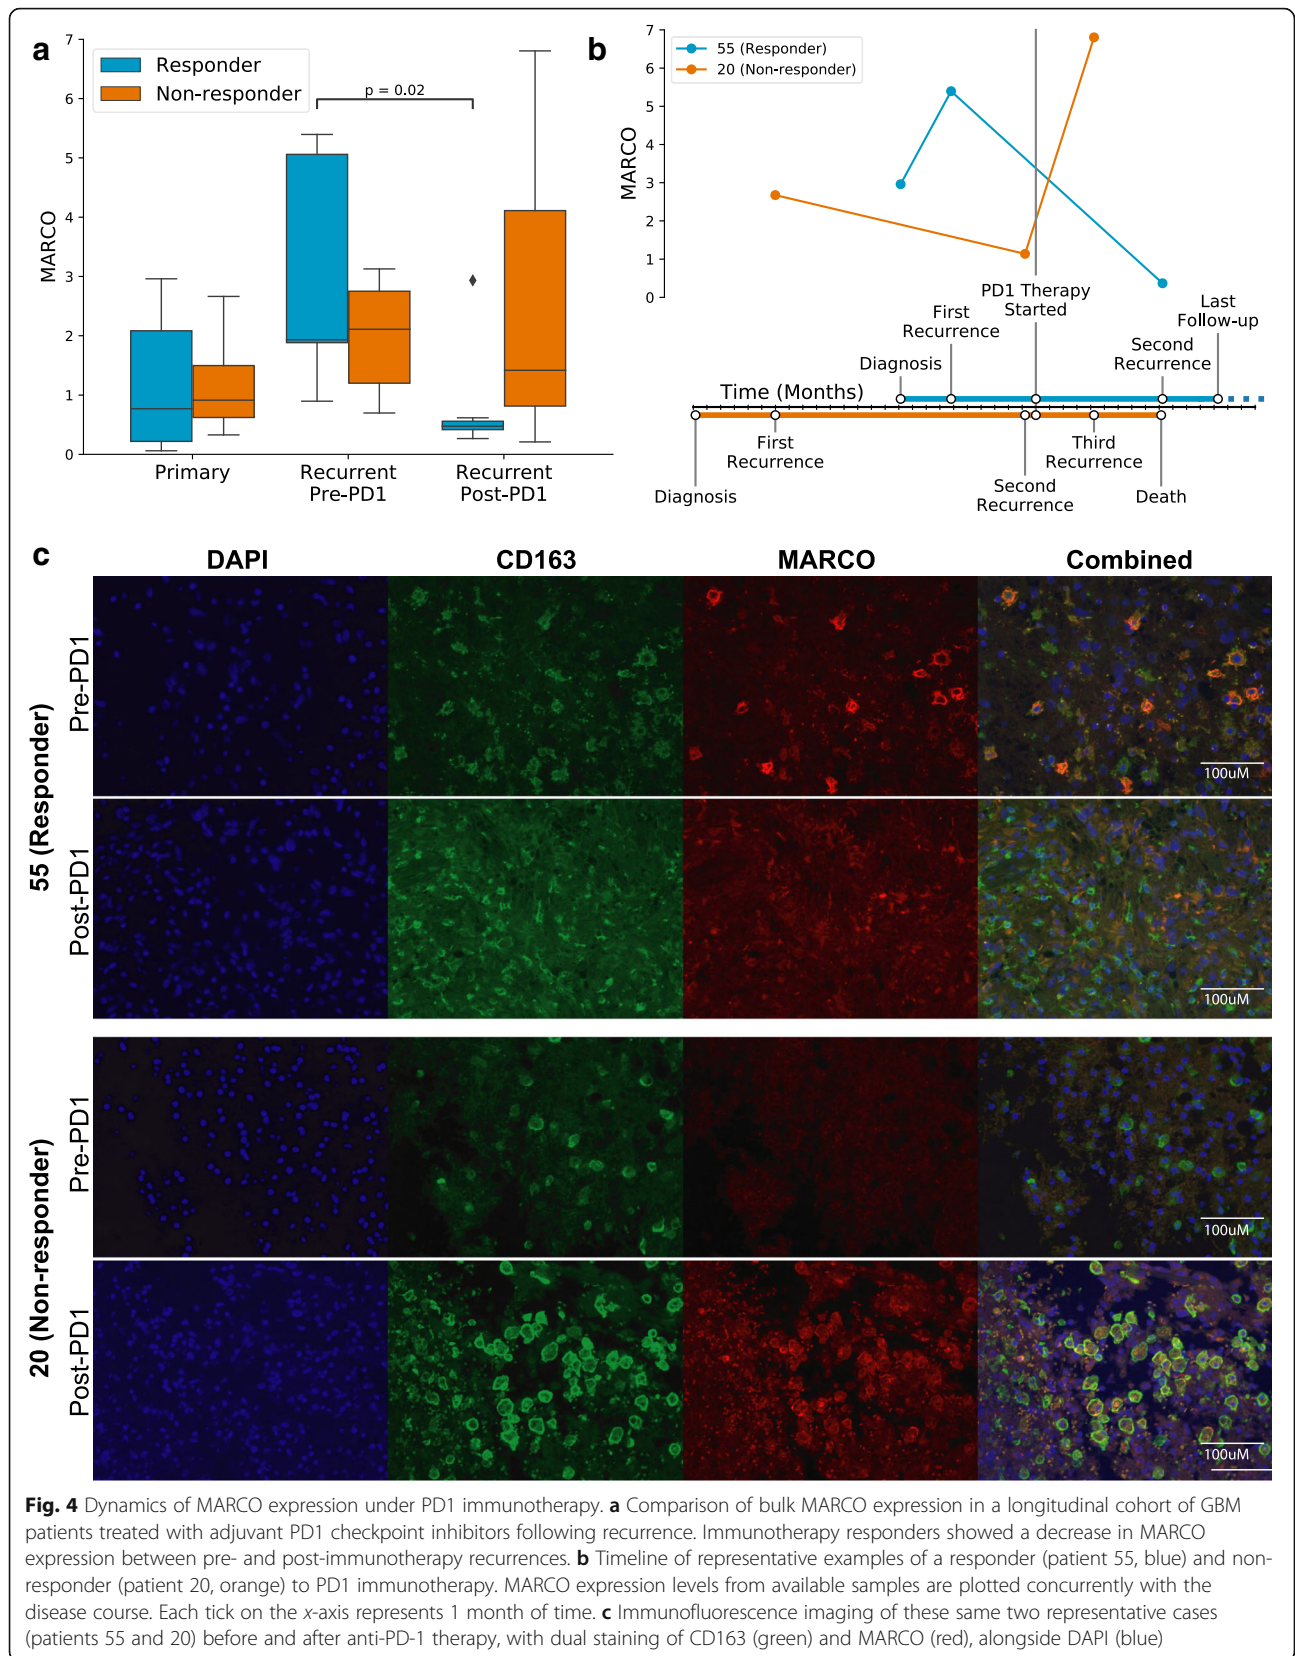 a
7
6
5
4
3
2
1
0
MARCO
Responder
Non-responder
p = 0.02
Primary
Recurrent
Pre-PD1
Recurrent
Post-PD1
b
7
6
5
4
3
2
1
0
MARCO
55 (Responder)
20 (Non-responder)
PD1 Therapy
Started
Last
Follow-up
First
Recurrence
Second
Recurrence
Diagnosis
Time (Months)
First
Recurrence
Third
Recurrence
Second
Recurrence
Diagnosis
Death
c
DAPI CD163 MARCO Combined
55 (Responder)
Pre-PD1
100uM
Post-PD1
100uM
20 (Non-responder)
Pre-PD1
100uM
Post-PD1
100uM
Fig. 4 Dynamics of MARCO expression under PD1 immunotherapy. a Comparison of bulk MARCO expression in a longitudinal cohort of GBM
patients treated with adjuvant PD1 checkpoint inhibitors following recurrence. Immunotherapy responders showed a decrease in MARCO
expression between pre- and post-immunotherapy recurrences. b Timeline of representative examples of a responder (patient 55, blue) and non-
responder (patient 20, orange) to PD1 immunotherapy. MARCO expression levels from available samples are plotted concurrently with the
disease course. Each tick on the x-axis represents 1 month of time. c Immunofluorescence imaging of these same two representative cases
(patients 55 and 20) before and after anti-PD-1 therapy, with dual staining of CD163 (green) and MARCO (red), alongside DAPI (blue)